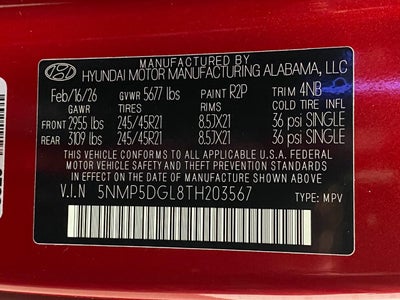 MANUFACTURED BY
HYUNDAI MOTOR MANUFACTURING ALABAMA, LLC
Feb/16/26 GVWR 5677 lbs PAINT R2P TRIM 4NB
GAWR TIRES RIMS COLD TIRE INFL
FRONT 2955 lbs 245/45R21 8.5JX21 36 psi SINGLE
REAR 3109 lbs 245/45R21 8.5JX21 36 psi SINGLE
THIS VEHICLE CONFORMS TO ALL APPLICABLE U.S.A. FEDERAL
MOTOR VEHICLE SAFETY AND THEFT PREVENTION STANDARDS
IN EFFECT ON THE DATE OF MANUFACTURE SHOWN ABOVE.
V.I.N 5NMP5DGL8TH203567 TYPE: MPV